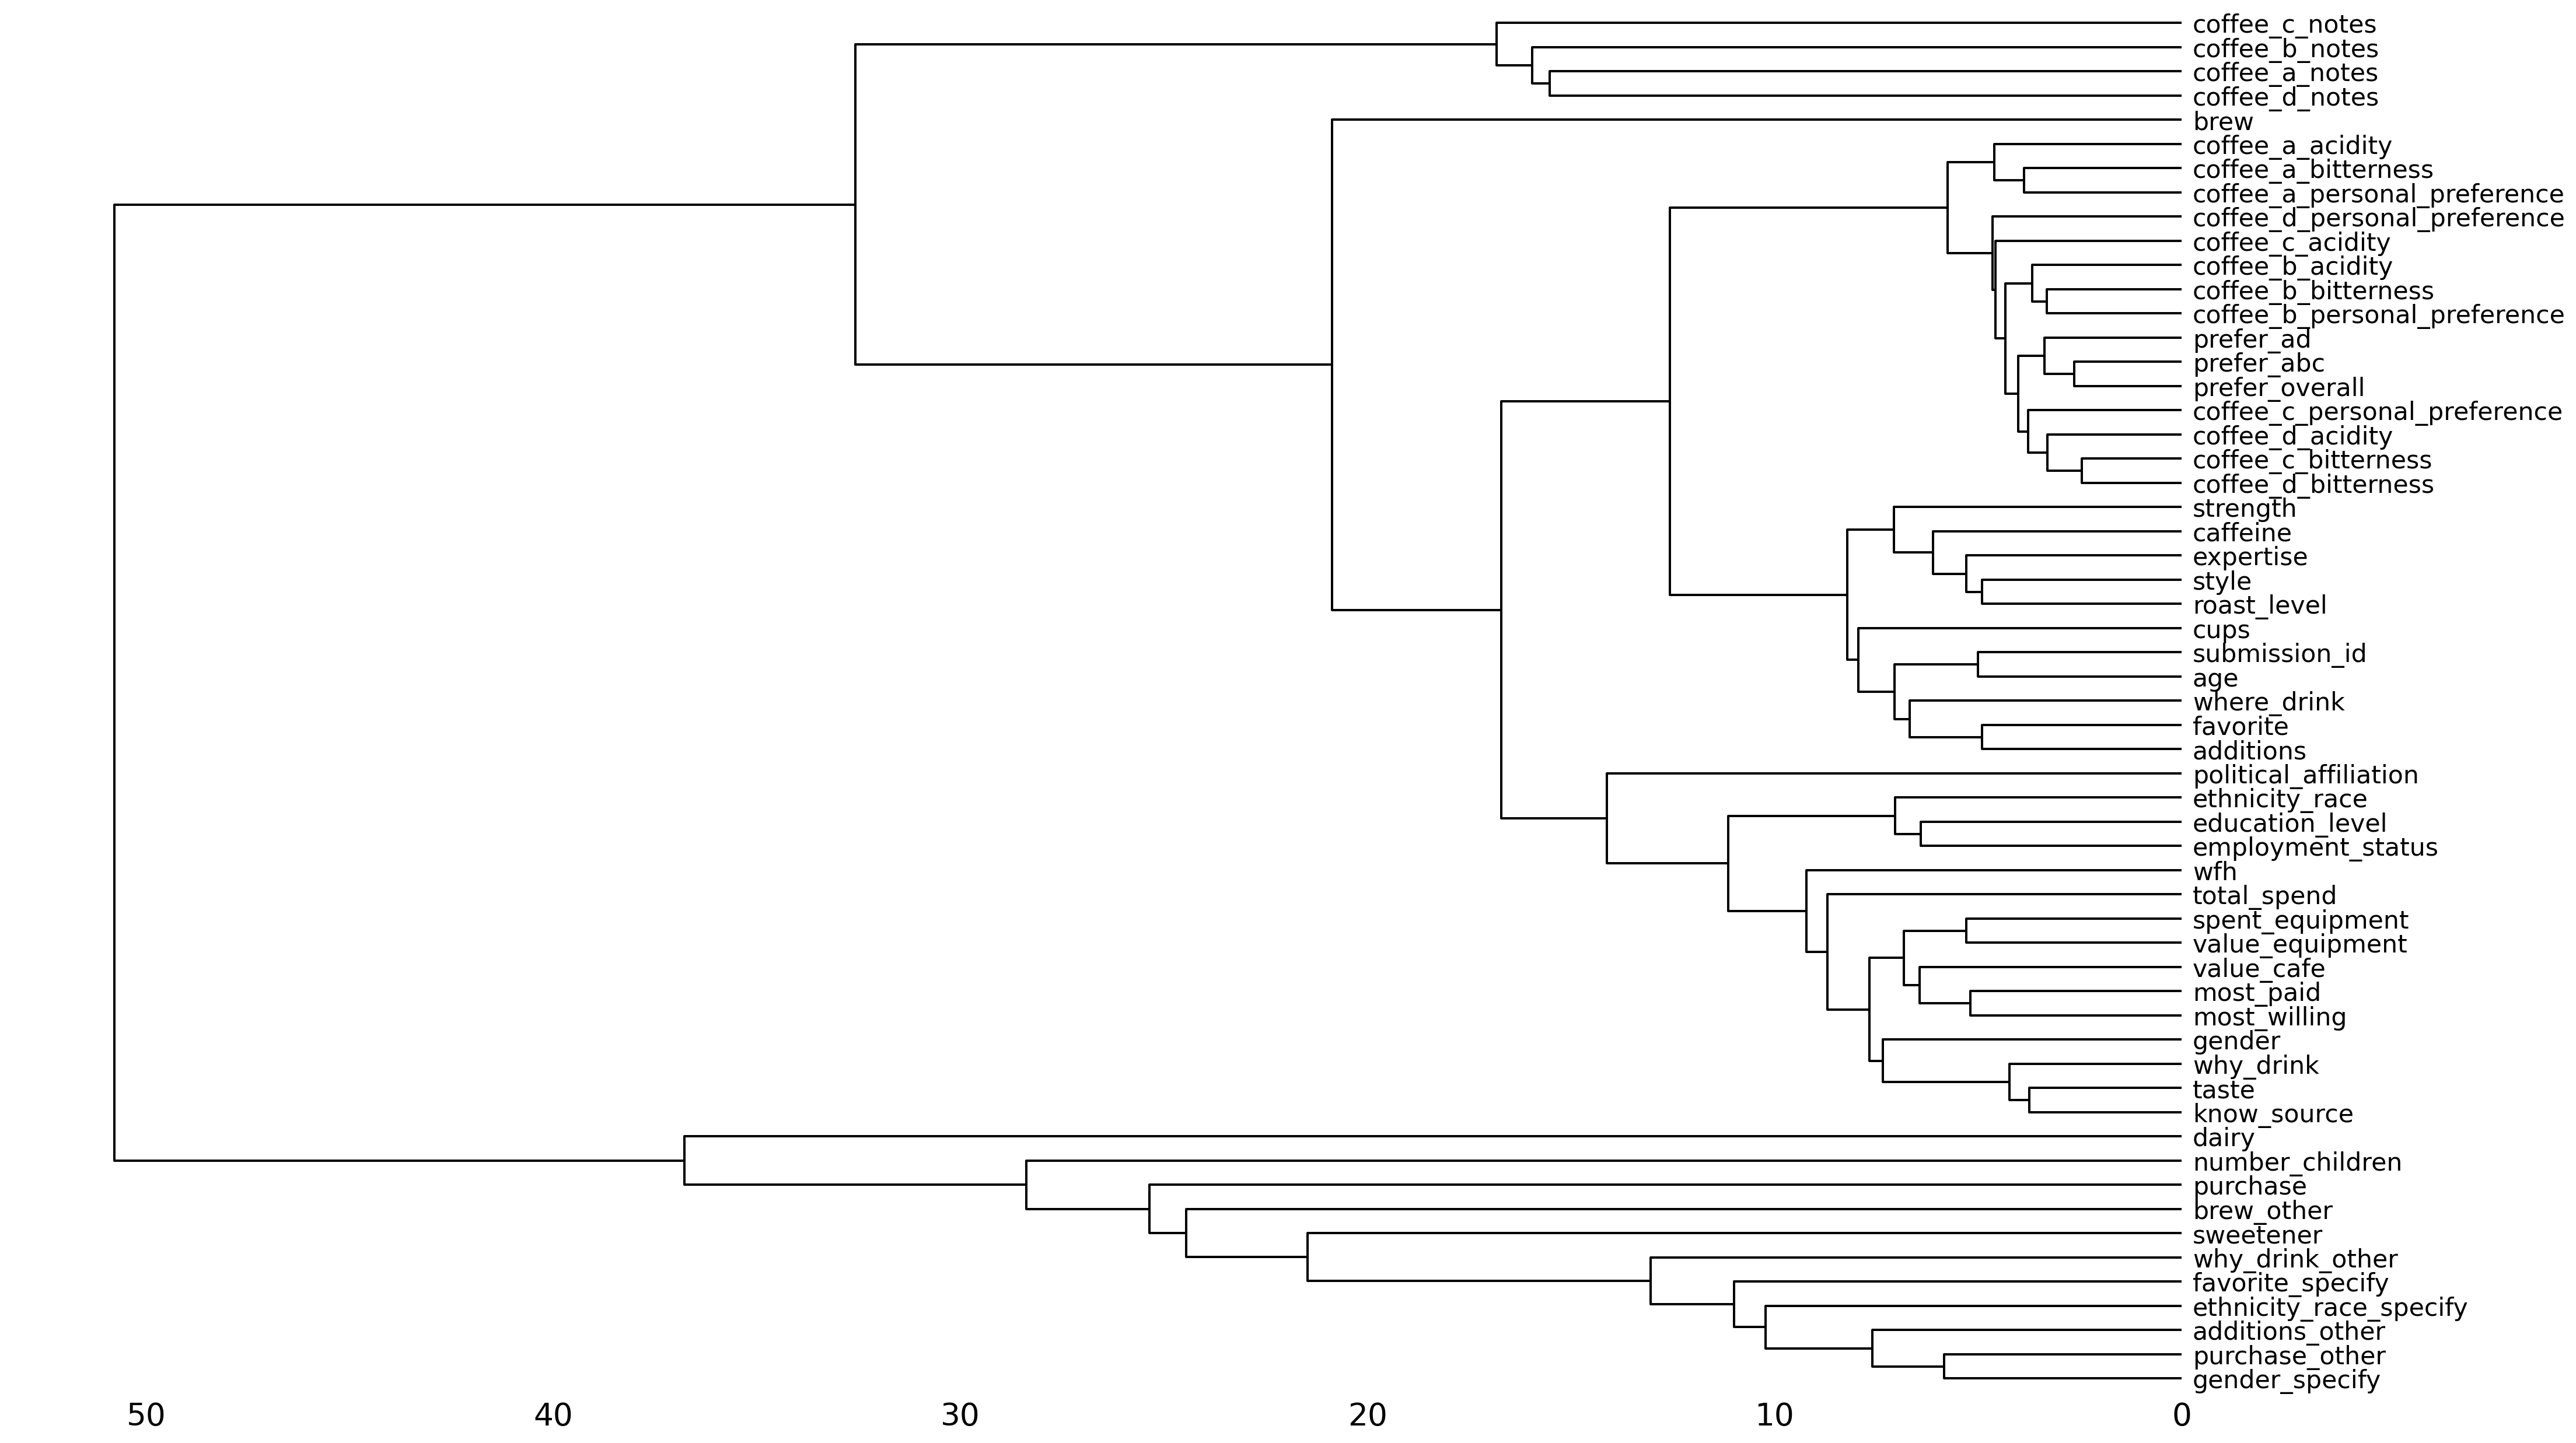 coffee_c_notes
coffee_b_notes
coffee_a_notes
coffee_d_notes
brew
coffee_a_acidity
coffee_a_bitterness
coffee_a_personal_preference
coffee_d_personal_preference
coffee_c_acidity
coffee_b_acidity
coffee_b_bitterness
coffee_b_personal_preference
prefer_ad
prefer_abc
prefer_overall
coffee_c_personal_preference
coffee_d_acidity
coffee_c_bitterness
coffee_d_bitterness
strength
caffeine
expertise
style
roast_level
cups
submission_id
age
where_drink
favorite
additions
political_affiliation
ethnicity_race
education_level
employment_status
wfh
total_spend
spent_equipment
value_equipment
value_cafe
most_paid
most_willing
gender
why_drink
taste
know_source
dairy
number_children
purchase
brew_other
sweetener
why_drink_other
favorite_specify
ethnicity_race_specify
additions_other
purchase_other
gender_specify
50 40 30 20 10 0